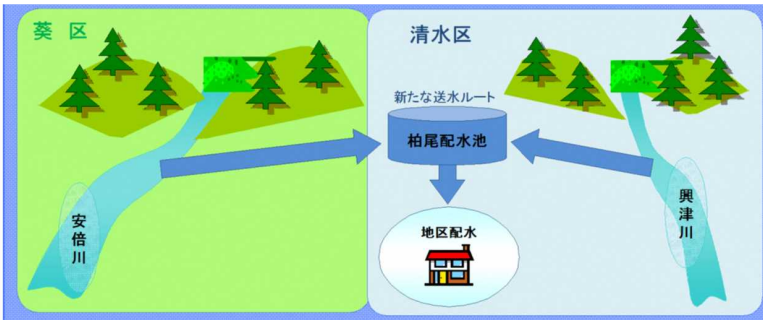 葵 区
清水区
新たな送水ルート
柏尾配水池
地区配水
安倍川
興津川